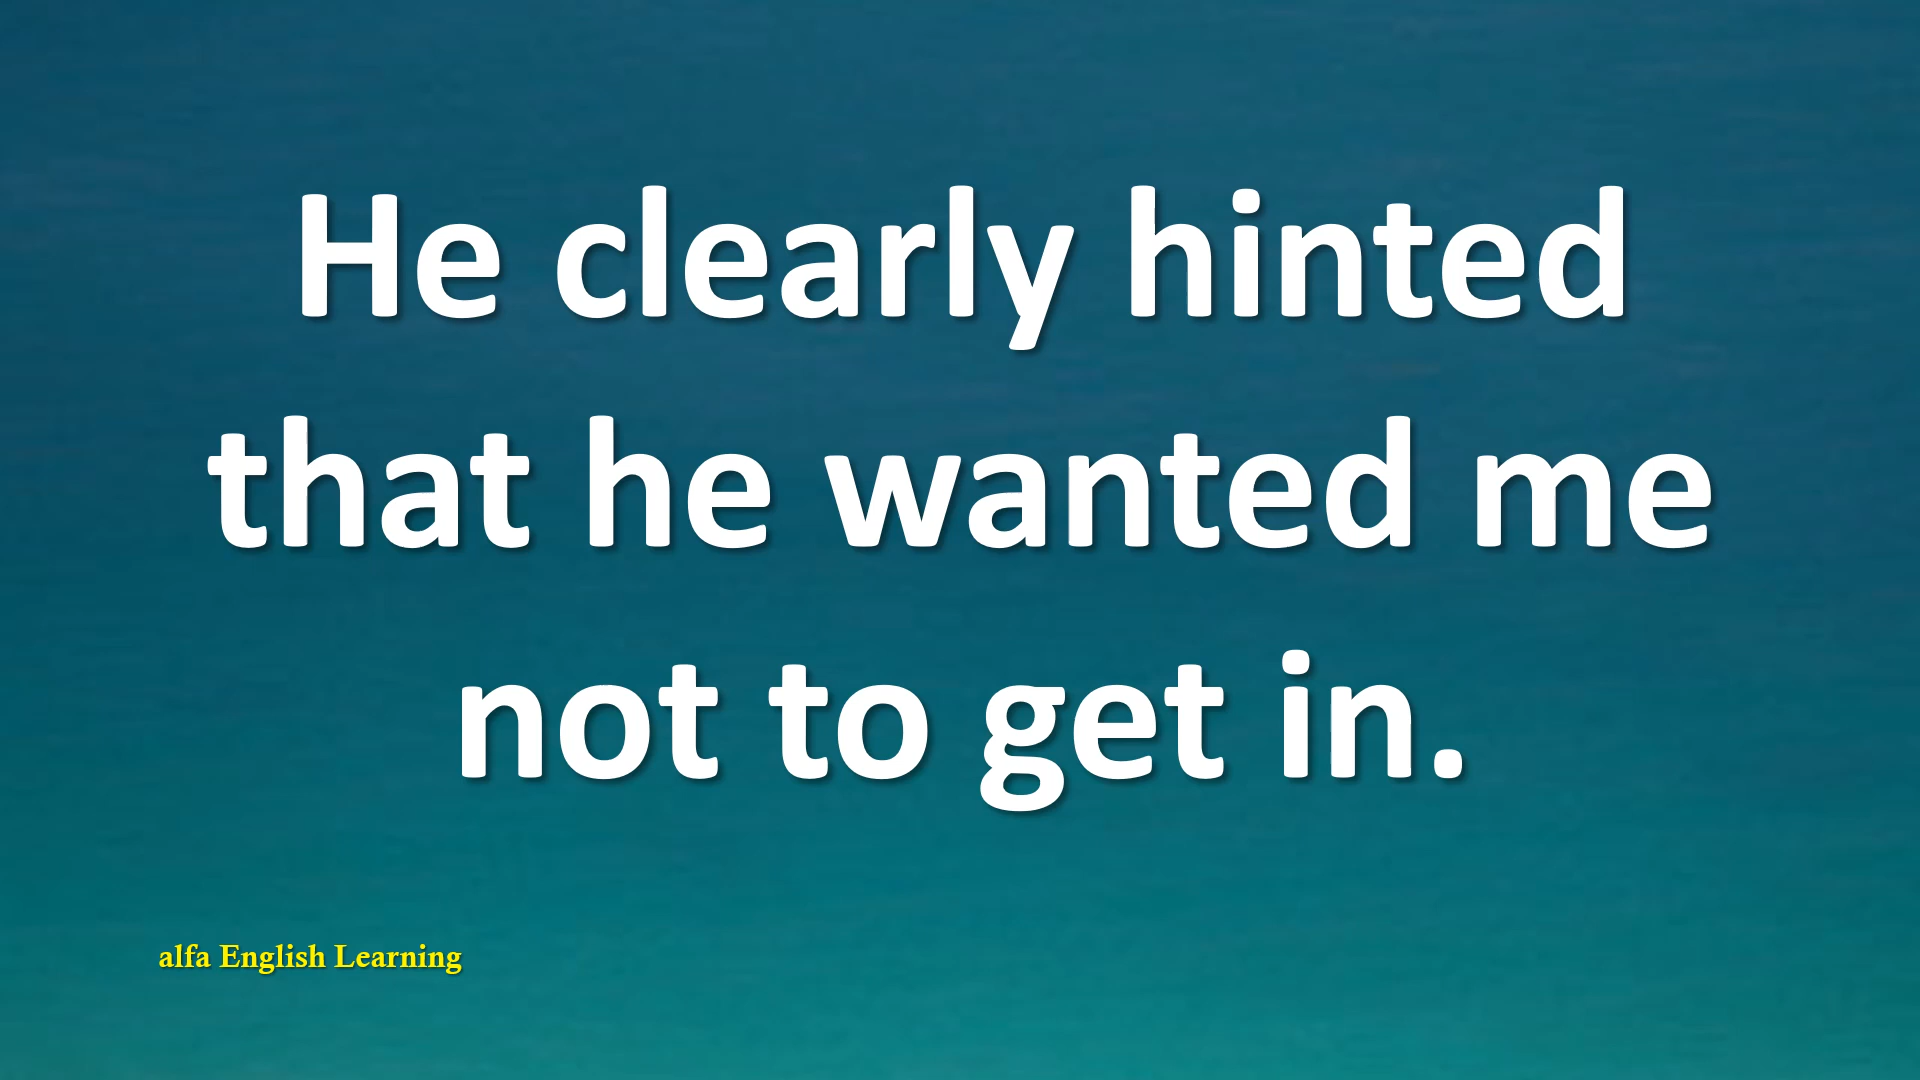 He clearly hinted
that he wanted me
not to get in.
alfa English Learning